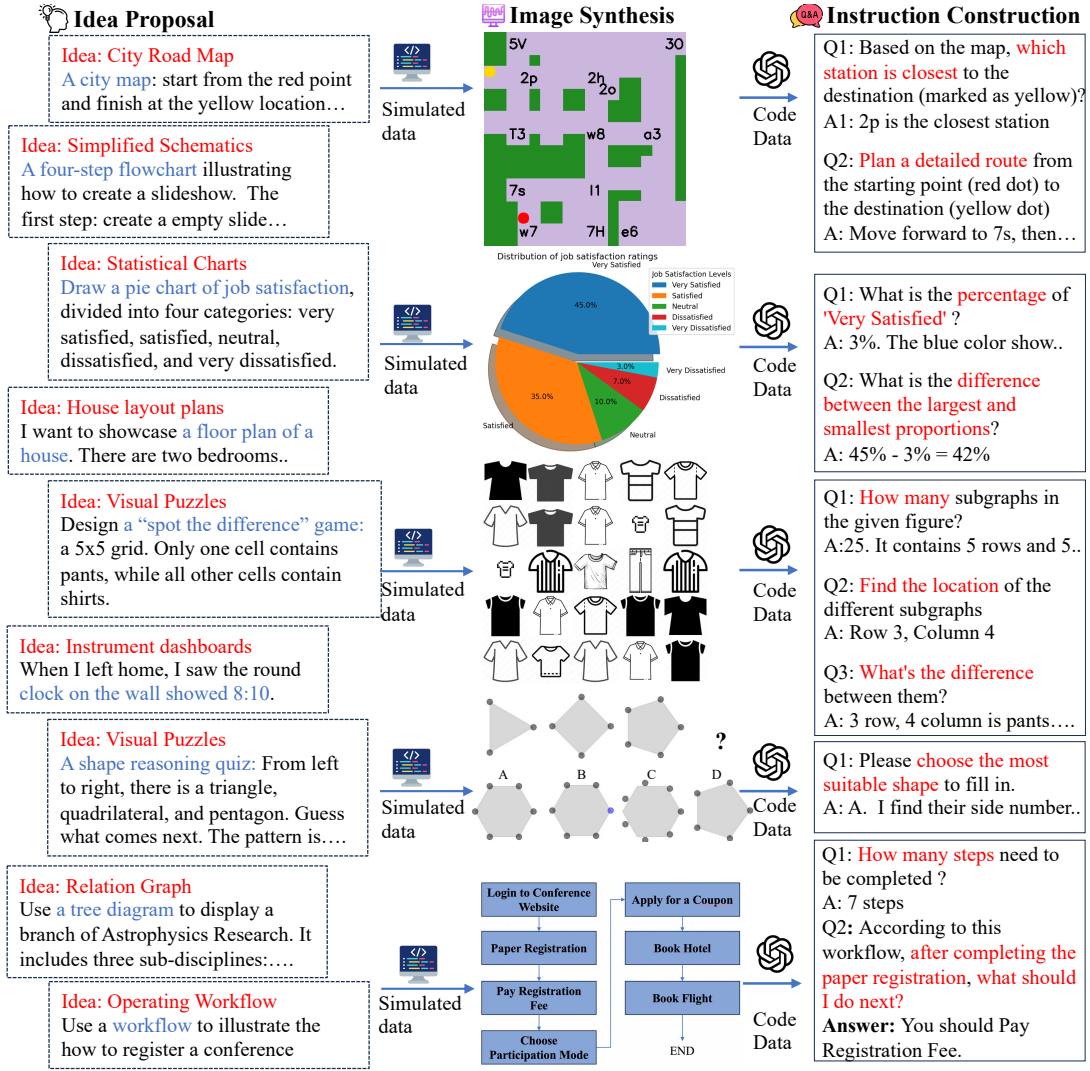 Idea Proposal
Idea: City Road Map
A city map: start from the red point
and finish at the yellow location…
Idea: Simplified Schematics
A four-step flowchart illustrating
how to create a slideshow.  The
first step: create a empty slide…
Idea: Statistical Charts
Draw a pie chart of job satisfaction,
divided into four categories: very
satisfied, satisfied, neutral,
dissatisfied, and very dissatisfied.
Idea: House layout plans
I want to showcase a floor plan of a
house. There are two bedrooms..
Idea: Visual Puzzles
Design a “spot the difference” game:
a 5x5 grid. Only one cell contains
pants, while all other cells contain
shirts.
Idea: Instrument dashboards
When I left home, I saw the round
clock on the wall showed 8:10.
Idea: Visual Puzzles
A shape reasoning quiz: From left
to right, there is a triangle,
quadrilateral, and pentagon. Guess
what comes next. The pattern is….
Idea: Relation Graph
Use a tree diagram to display a
branch of Astrophysics Research. It
includes three sub-disciplines:….
Idea: Operating Workflow
Use a workflow to illustrate the
how to register a conference
</>
Simulated
data
</>
Simulated
data
</>
Simulated
data
</>
Simulated
data
</>
Simulated
data
Image Synthesis
5V 3O
2p 2h
2o
T3 w8 a3
7s l1
w7 7H e6
Distribution of job satisfaction ratings
Very Satisfied
Job Satisfaction Levels
Very Satisfied
Satisfied
Neutral
Dissatisfied
Very Dissatisfied
45.0%
3.0%
Very Dissatisfied
7.0%
35.0%
10.0%
Dissatisfied
Satisfied
Neutral
?
A B C D
Login to Conference
Website
Paper Registration
Pay Registration
Fee
Choose
Participation Mode
Apply for a Coupon
Book Hotel
Book Flight
END
Code
Data
Code
Data
Code
Data
Code
Data
Code
Data
Q&A
Instruction Construction
Q1: Based on the map, which
station is closest to the
destination (marked as yellow)?
A1: 2p is the closest station
Q2: Plan a detailed route from
the starting point (red dot) to
the destination (yellow dot)
A: Move forward to 7s, then…
Q1: What is the percentage of
'Very Satisfied' ?
A: 3%. The blue color show..
Q2: What is the difference
between the largest and
smallest proportions?
A: 45% - 3% = 42%
Q1: How many subgraphs in
the given figure?
A:25. It contains 5 rows and 5..
Q2: Find the location of the
different subgraphs
A: Row 3, Column 4
Q3: What's the difference
between them?
A: 3 row, 4 column is pants….
Q1: Please choose the most
suitable shape to fill in.
A: A.  I find their side number..
Q1: How many steps need to
be completed ?
A: 7 steps
Q2: According to this
workflow, after completing the
paper registration, what should
I do next?
Answer: You should Pay
Registration Fee.